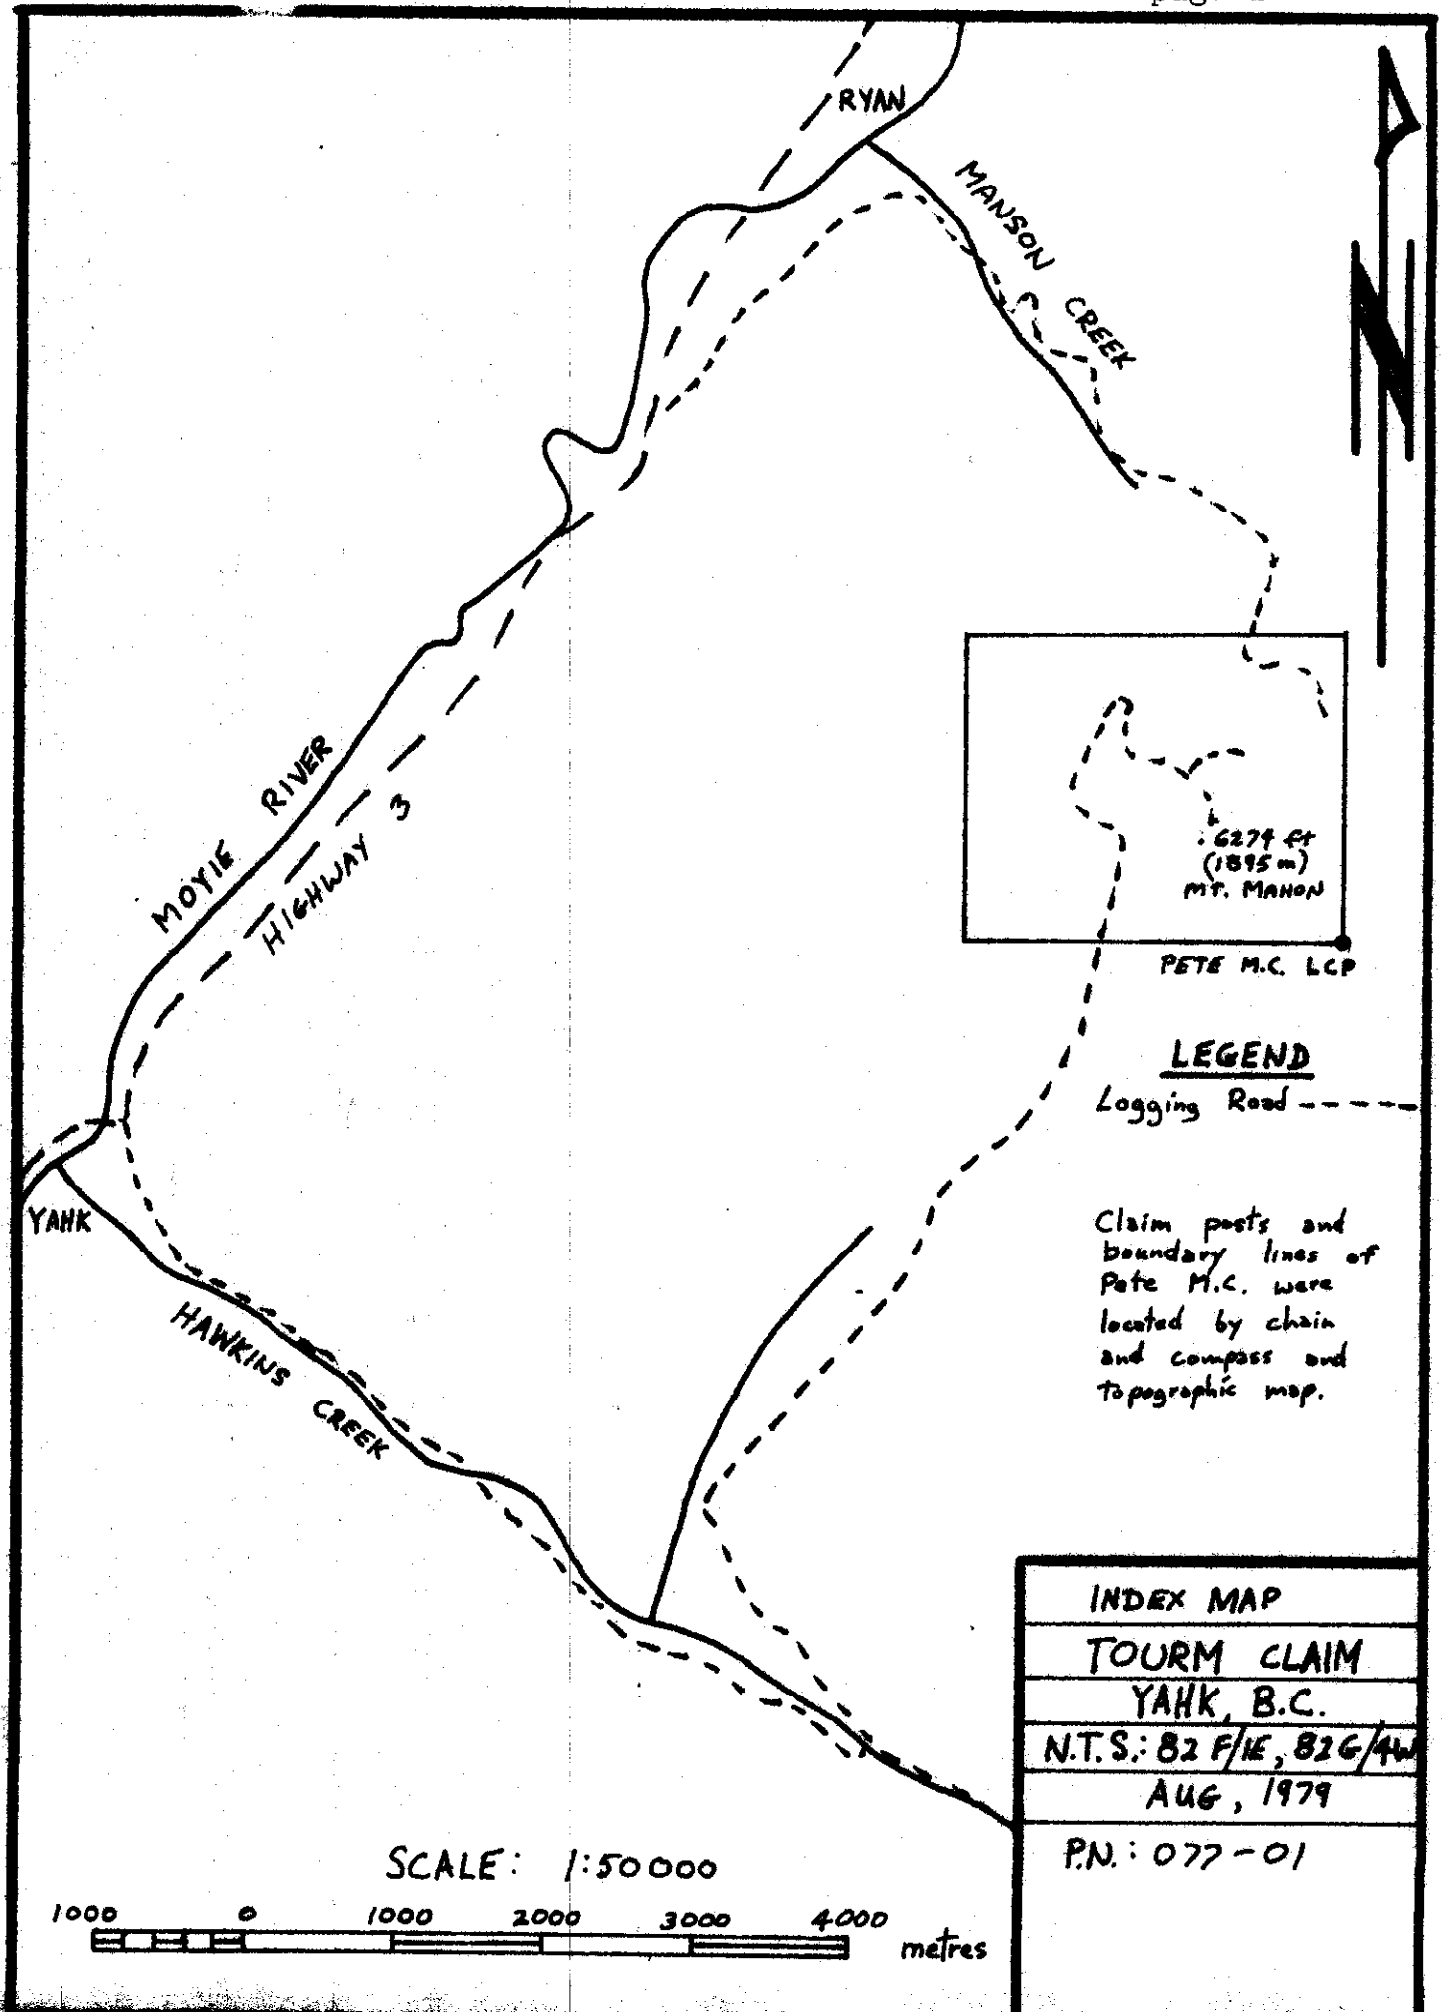 RYAN
MANSON CREEK
N
MOYIE RIVER
HIGHWAY 3
6274 ft
(1895 m)
MT. MAHON
PETE M.C. LCP
LEGEND
Logging Road
YAHK
Claim posts and
boundary lines of
Pete M.C. were
located by chain
and compass and
topographic map.
HAWKINS CREEK
INDEX MAP
TOURM CLAIM
YAHK, B.C.
N.T.S.: 82 F/1E, 82G/4W
AUG, 1979
P.N.: 077-01
SCALE: 1:50000
1000 0 1000 2000 3000 4000
metres